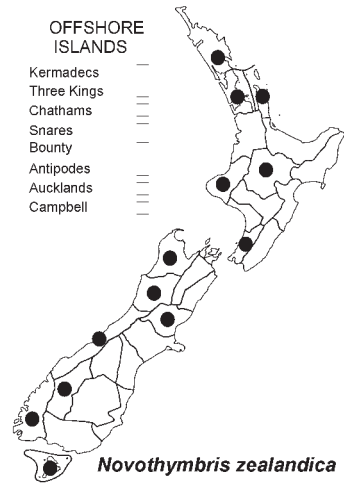 OFFSHORE
ISLANDS
Kermadecs
Three Kings
Chathams
Snares
Bounty
Antipodes
Aucklands
Campbell
Novothymbris zealandica